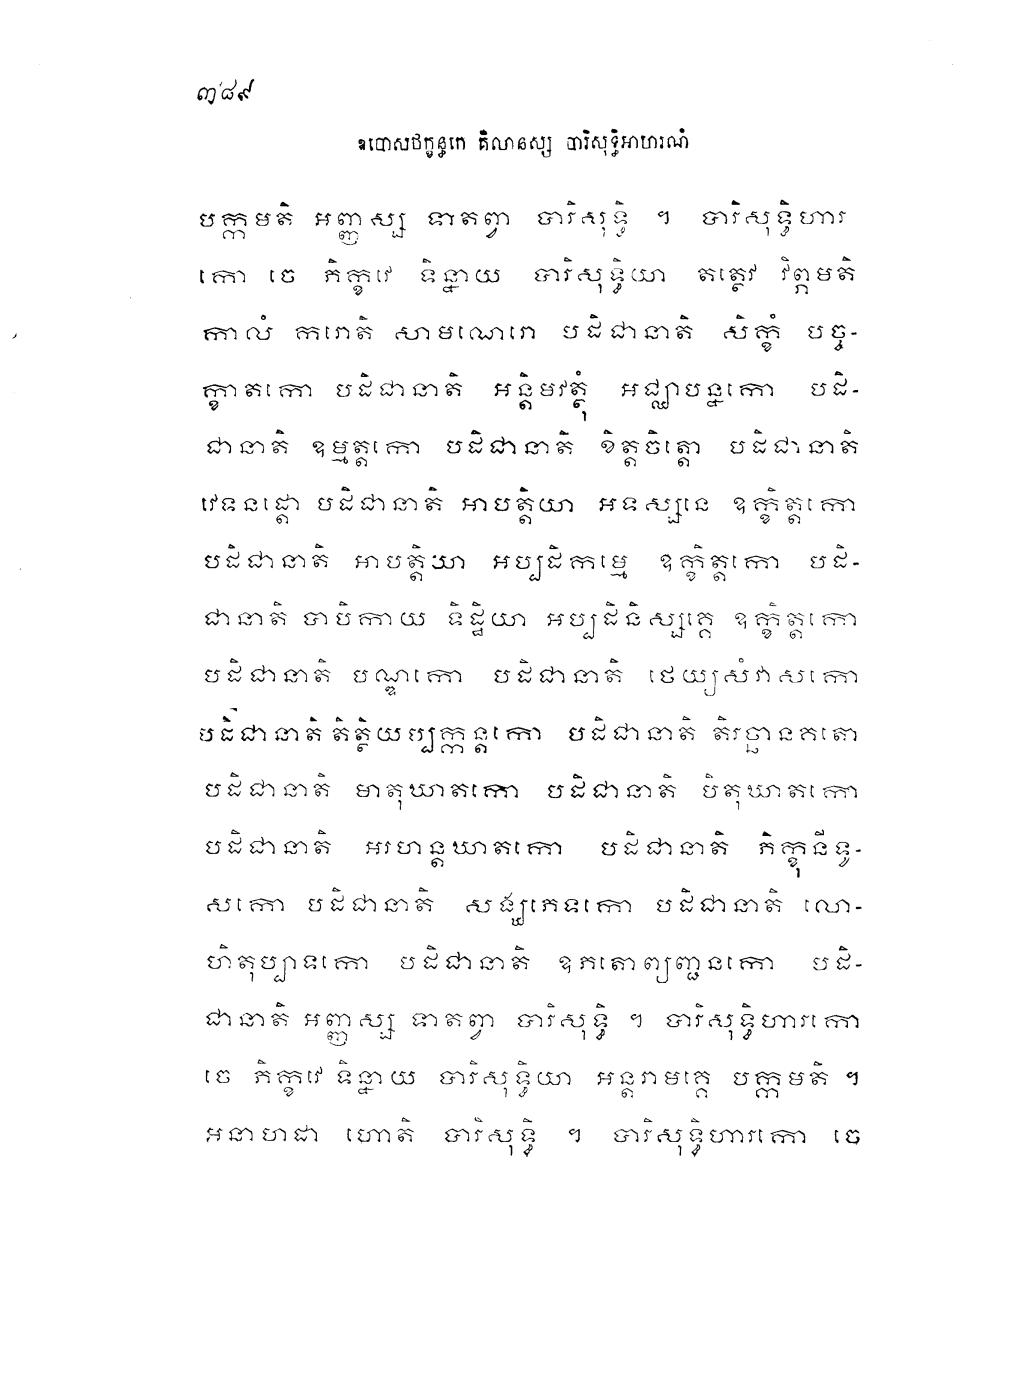 ៣៨៩
ឧបោសថក្ខន្ធកេ គិលានស្ស បារិសុទ្ធិអាហរណំ
បក្កមតិ អញ្ញស្ស ទាតព្វា បារិសុទ្ធិ ។ បារិសុទ្ធិហារ
កោ ចេ ភិក្ខវេ ទិន្នាយ បារិសុទ្ធិយា តត្ថេវ វិព្ភមតិ
កាលំ ករោតិ សាមណេរោ បដិជានាតិ សិក្ខំ បច្ច-
ក្ខាតកោ បដិជានាតិ អន្តិមវត្ថុំ អជ្ឈាបន្នកោ បដិ-
ជានាតិ ឧម្មត្តកោ បដិជានាតិ ខិត្តចិត្តោ បដិជានាតិ
វេទនដ្តោ បដិជានាតិ អាបត្តិយា អទស្សនេ ឧក្ខិត្តកោ
បដិជានាតិ អាបត្តិយា អប្បដិកម្មេ ឧក្ខិត្តកោ បដិ-
ជានាតិ បាបិកាយ ទិដ្ឋិយា អប្បដិនិស្សគ្គេ ឧក្ខិត្តកោ
បដិជានាតិ បណ្ឌកោ បដិជានាតិ ថេយ្យសំវាសកោ
បដិជានាតិ តិត្ថិយប្បក្កន្តកោ បដិជានាតិ តិរច្ឆានគតោ
បដិជានាតិ មាតុឃាតកោ បដិជានាតិ បិតុឃាតកោ
បដិជានាតិ អរហន្តឃាតកោ បដិជានាតិ ភិក្ខុនីទូ-
សកោ បដិជានាតិ សង្ឃភេទកោ បដិជានាតិ លោ-
ហិតុប្បាទកោ បដិជានាតិ ឧភតោព្យញ្ជនកោ បដិ-
ជានាតិ អញ្ញស្ស ទាតព្វា បារិសុទ្ធិ ។ បារិសុទ្ធិហារកោ
ចេ ភិក្ខវេ ទិន្នាយ បារិសុទ្ធិយា អន្តរាមគ្គេ បក្កមតិ ។
អនាហដា ហោតិ បារិសុទ្ធិ ។ បារិសុទ្ធិហារកោ ចេ